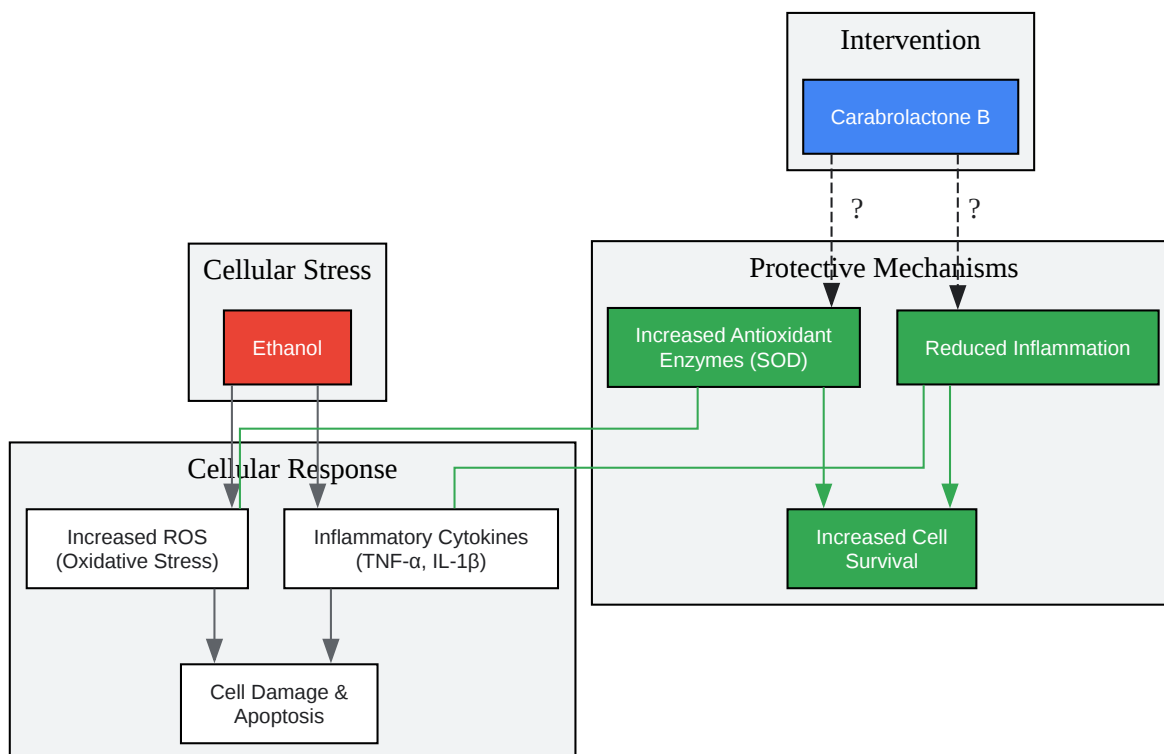 Intervention
Carabrolactone B
?
?
Cellular Stress
Ethanol
Protective Mechanisms
Increased Antioxidant
Enzymes (SOD)
Reduced Inflammation
Cellular Response
Increased ROS
(Oxidative Stress)
Inflammatory Cytokines
(TNF-α, IL-1β)
Increased Cell
Survival
Cell Damage &
Apoptosis